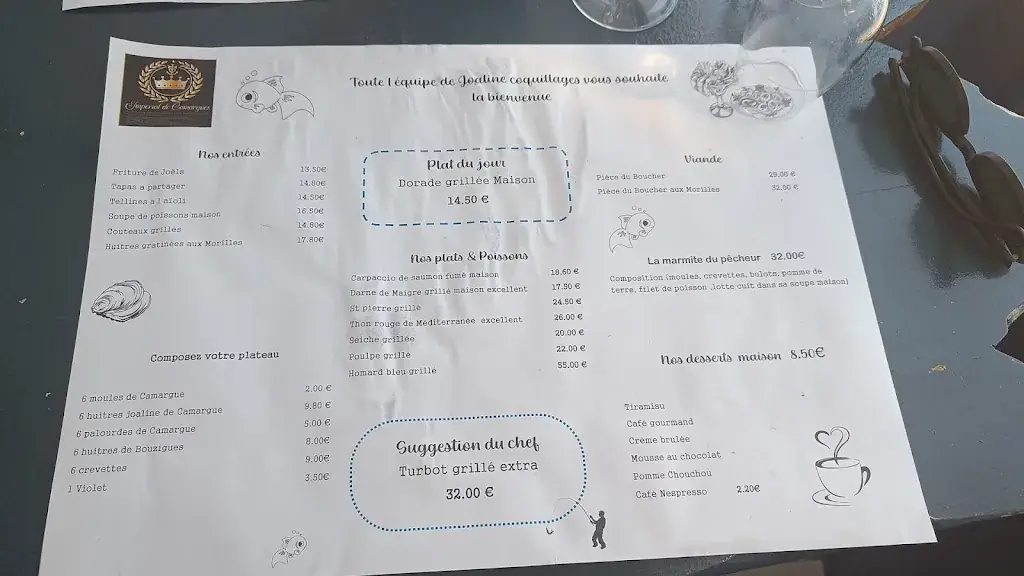 Imperial de Camargues
Toute l équipe de Joaline coquillages vous souhaite
la bienvenue
Nos entrées
Friture de Joëls 13.50€
Tapas a partager 14.80€
Tellines a l aïoli 14.50€
Soupe de poissons maison 16.50€
Couteaux grilles 14.80€
Huitres gratinées aux Morilles 17.80€
Composez votre plateau
6 moules de Camargue 2.00 €
6 huitres joaline de Camargue 9.80 €
6 palourdes de Camargue 5.00 €
6 huitres de Bouzigues 8.00€
6 crevettes 9.00€
1 Violet 3.50€
Plat du jour
Dorade grillée Maison
14.50 €
Nos plats & Poissons
Carpaccio de saumon fumé maison 18.60 €
Darne de Maigre grillé maison excellent 17.50 €
St pierre grillé 24.50 €
Thon rouge de Méditerranée excellent 26.00 €
Seiche grillée 20.00 €
Poulpe grillé 22.00 €
Homard bleu grillé 55.00 €
Suggestion du chef
Turbot grillé extra
32.00 €
Viande
Pièce du Boucher 29.00 €
Pièce du Boucher aux Morilles 32.00 €
La marmite du pêcheur 32.00€
Composition (moules, crevettes, bulots, pomme de
terre, filet de poisson ,lotte cuit dans sa soupe maison)
Nos desserts maison 8.50€
Tiramisu
Café gourmand
Crème brulée
Mousse au chocolat
Pomme Chouchou
Café Nespresso 2.20€